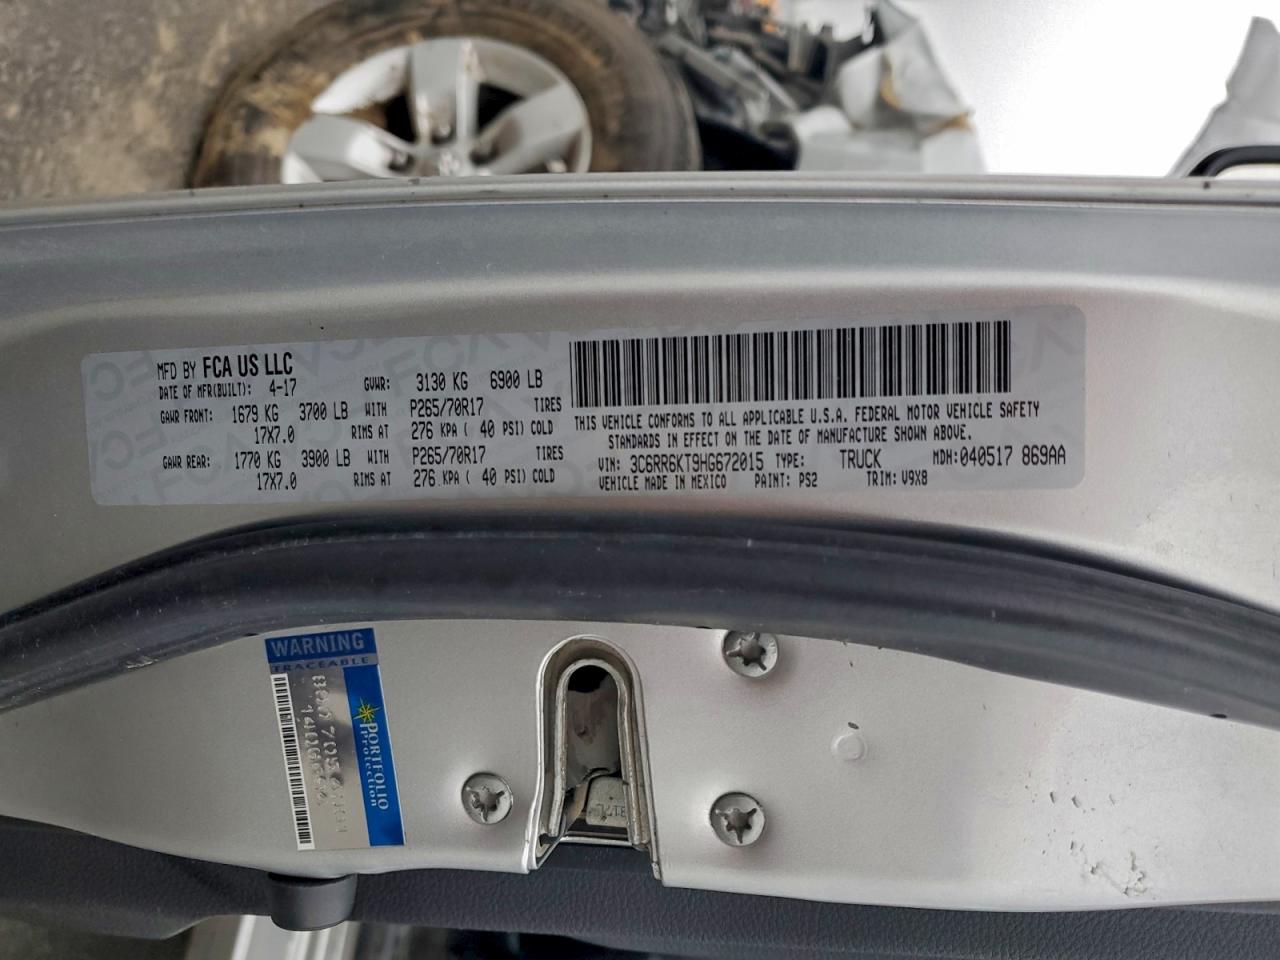 MFD BY FCA US LLC
DATE OF MFR(BUILT): 4-17 GVWR: 3130 KG 6900 LB
GAWR FRONT: 1679 KG 3700 LB WITH P265/70R17 TIRES
17X7.0 RIMS AT 276 KPA ( 40 PSI) COLD
GAWR REAR: 1770 KG 3900 LB WITH P265/70R17 TIRES
17X7.0 RIMS AT 276 KPA ( 40 PSI) COLD
THIS VEHICLE CONFORMS TO ALL APPLICABLE U.S.A. FEDERAL MOTOR VEHICLE SAFETY
STANDARDS IN EFFECT ON THE DATE OF MANUFACTURE SHOWN ABOVE.
VIN: 3C6RR6KT9HG672015 TYPE: TRUCK MDH: 040517 869AA
VEHICLE MADE IN MEXICO PAINT: PS2 TRIM: V9X8
WARNING
TRACEABLE
PORTFOLIO
Protection